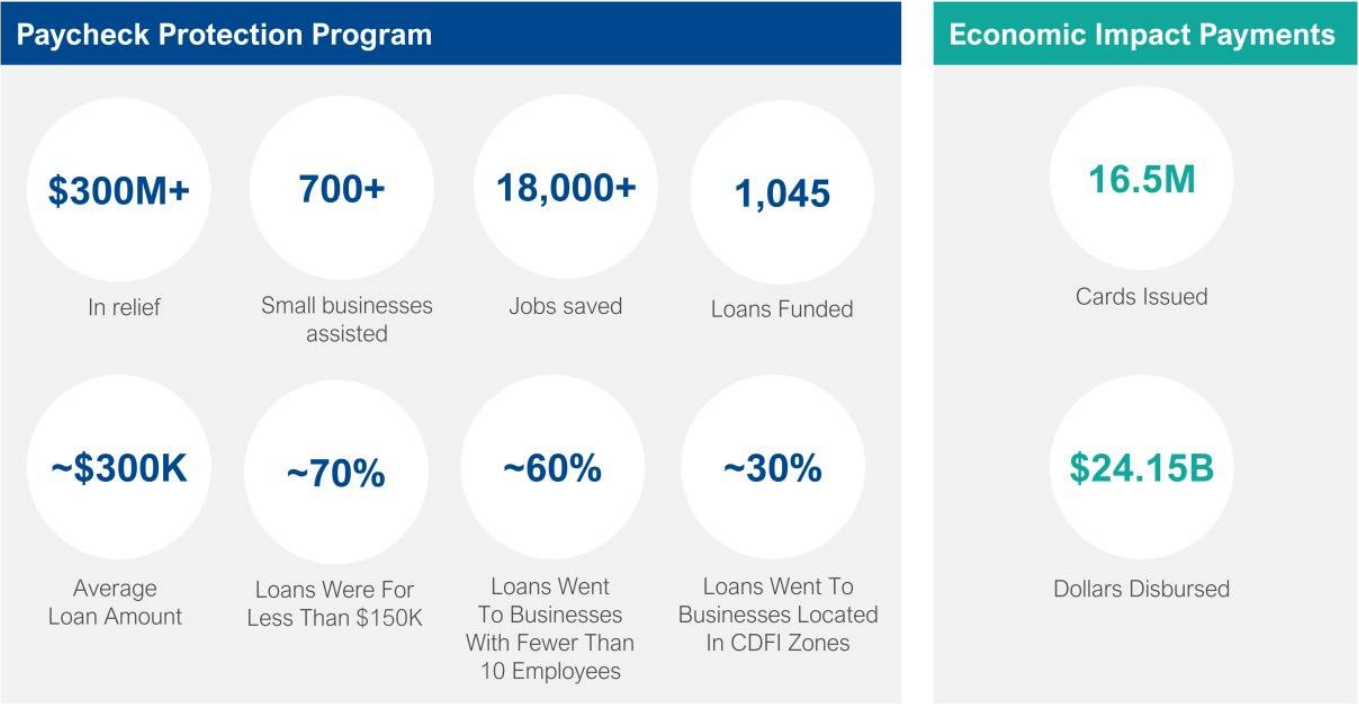 Paycheck Protection Program
$300M+
In relief
700+
Small businesses
assisted
18,000+
Jobs saved
1,045
Loans Funded
~$300K
Average
Loan Amount
~70%
Loans Were For
Less Than $150K
~60%
Loans Went
To Businesses
With Fewer Than
10 Employees
~30%
Loans Went To
Businesses Located
In CDFI Zones
Economic Impact Payments
16.5M
Cards Issued
$24.15B
Dollars Disbursed